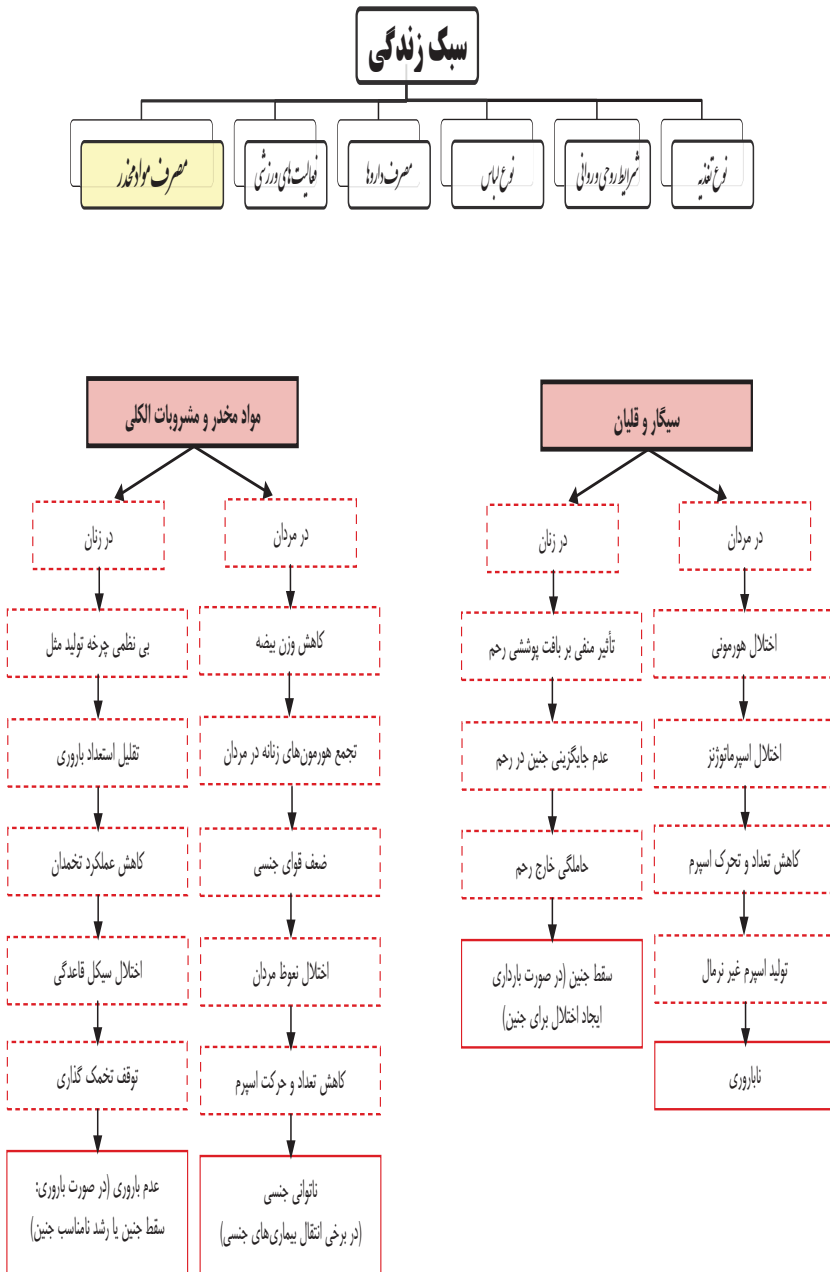 سبک زندگی
نوع تغذیه
شرایط روحی و روانی
نوع لباس
مصرف داروها
فعالیت‌های ورزشی
مصرف مواد مخدر
سیگار و قلیان
در مردان
اختلال هورمونی
اختلال اسپرماتوژنز
کاهش تعداد و تحرک اسپرم
تولید اسپرم غیر نرمال
ناباروری
در زنان
تأثیر منفی بر بافت پوششی رحم
عدم جایگزینی جنین در رحم
حاملگی خارج رحم
سقط جنین (در صورت بارداری
ایجاد اختلال برای جنین)
مواد مخدر و مشروبات الکلی
در مردان
کاهش وزن بیضه
تجمع هورمون‌های زنانه در مردان
ضعف قوای جنسی
اختلال نعوظ مردان
کاهش تعداد و حرکت اسپرم
ناتوانی جنسی
(در برخی انتقال بیماری‌های جنسی)
در زنان
بی نظمی چرخه تولید مثل
تقلیل استعداد باروری
کاهش عملکرد تخمدان
اختلال سیکل قاعدگی
توقف تخمک گذاری
عدم باروری (در صورت باروری:
سقط جنین یا رشد نامناسب جنین)